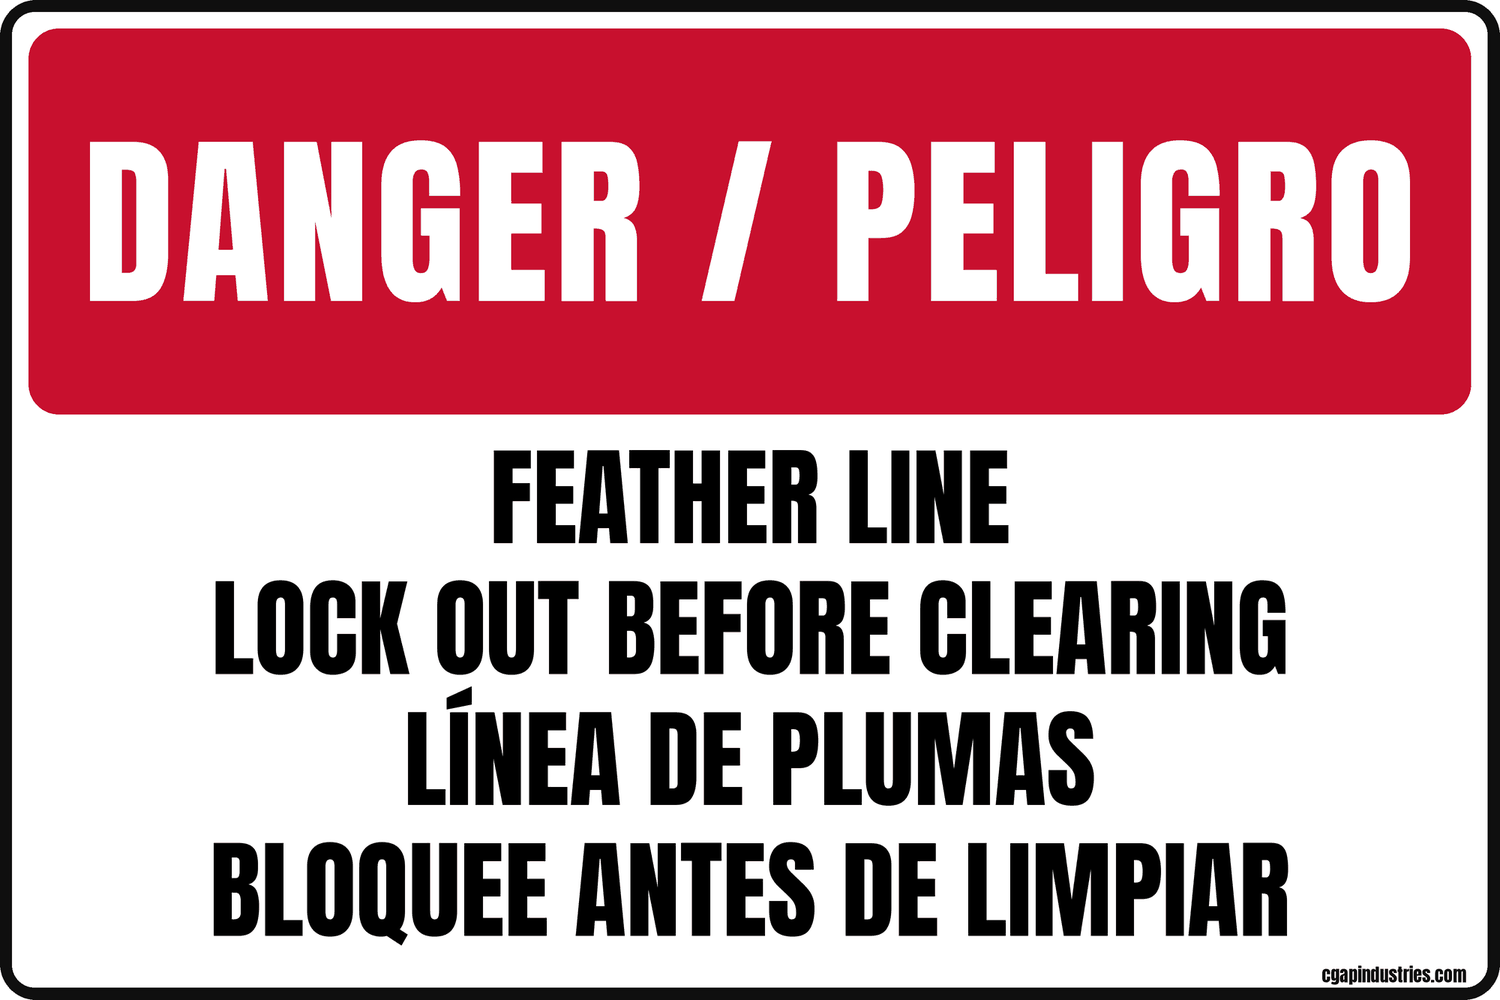 DANGER / PELIGRO
FEATHER LINE
LOCK OUT BEFORE CLEARING
LÍNEA DE PLUMAS
BLOQUEE ANTES DE LIMPIAR
cgapindustries.com